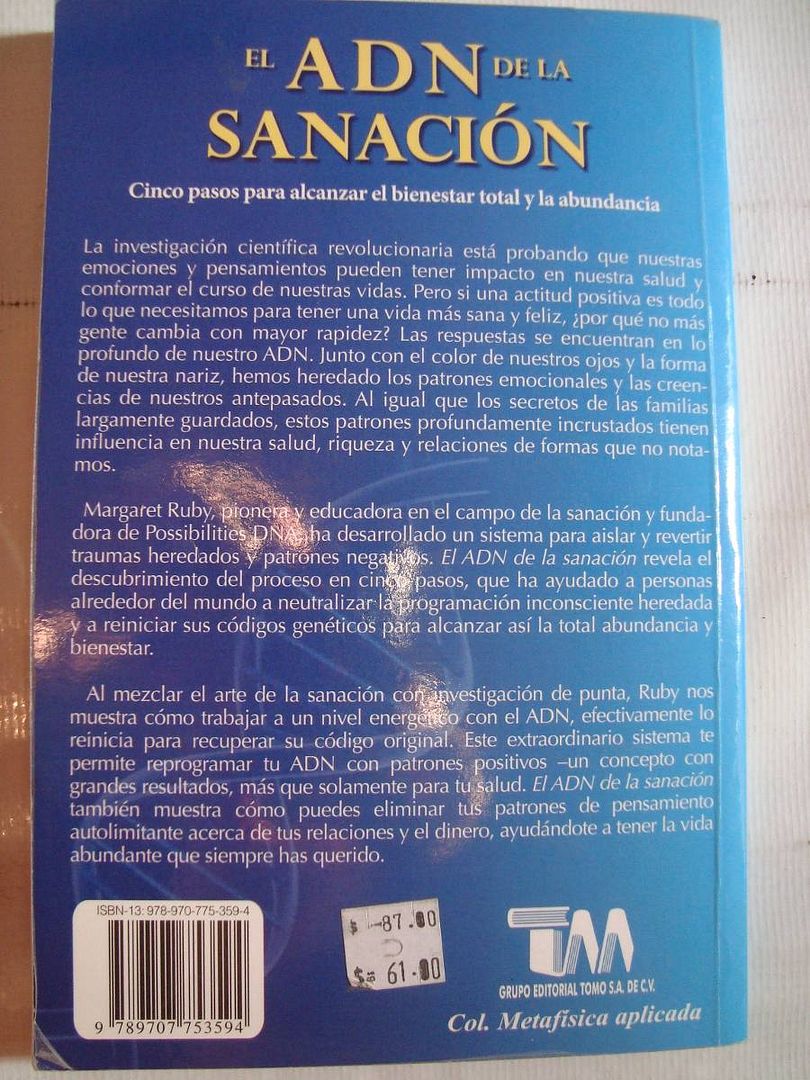 EL ADN DE LA
SANACIÓN
Cinco pasos para alcanzar el bienestar total y la abundancia
La investigación científica revolucionaria está probando que nuestras
emociones y pensamientos pueden tener impacto en nuestra salud y
conformar el curso de nuestras vidas. Pero si una actitud positiva es todo
lo que necesitamos para tener una vida más sana y feliz, ¿por qué no más
gente cambia con mayor rapidez? Las respuestas se encuentran en lo
profundo de nuestro ADN. Junto con el color de nuestros ojos y la forma
de nuestra nariz, hemos heredado los patrones emocionales y las creen-
cias de nuestros antepasados. Al igual que los secretos de las familias
largamente guardados, estos patrones profundamente incrustados tienen
influencia en nuestra salud, riqueza y relaciones de formas que no nota-
mos.
Margaret Ruby, pionera y educadora en el campo de la sanación y funda-
dora de Possibilities DNA, ha desarrollado un sistema para aislar y revertir
traumas heredados y patrones negativos. El ADN de la sanación revela el
descubrimiento del proceso en cinco pasos, que ha ayudado a personas
alrededor del mundo a neutralizar la programación inconsciente heredada
y a reiniciar sus códigos genéticos para alcanzar así la total abundancia y
bienestar.
Al mezclar el arte de la sanación con investigación de punta, Ruby nos
muestra cómo trabajar a un nivel energético con el ADN, efectivamente lo
reinicia para recuperar su código original. Este extraordinario sistema te
permite reprogramar tu ADN con patrones positivos –un concepto con
grandes resultados, más que solamente para tu salud. El ADN de la sanación
también muestra cómo puedes eliminar tus patrones de pensamiento
autolimitante acerca de tus relaciones y el dinero, ayudándote a tener la vida
abundante que siempre has querido.
ISBN-13: 978-970-775-359-4
9 789707 753594
$ 87.00
$ 61.00
GRUPO EDITORIAL TOMO S.A. DE C.V.
Col. Metafísica aplicada